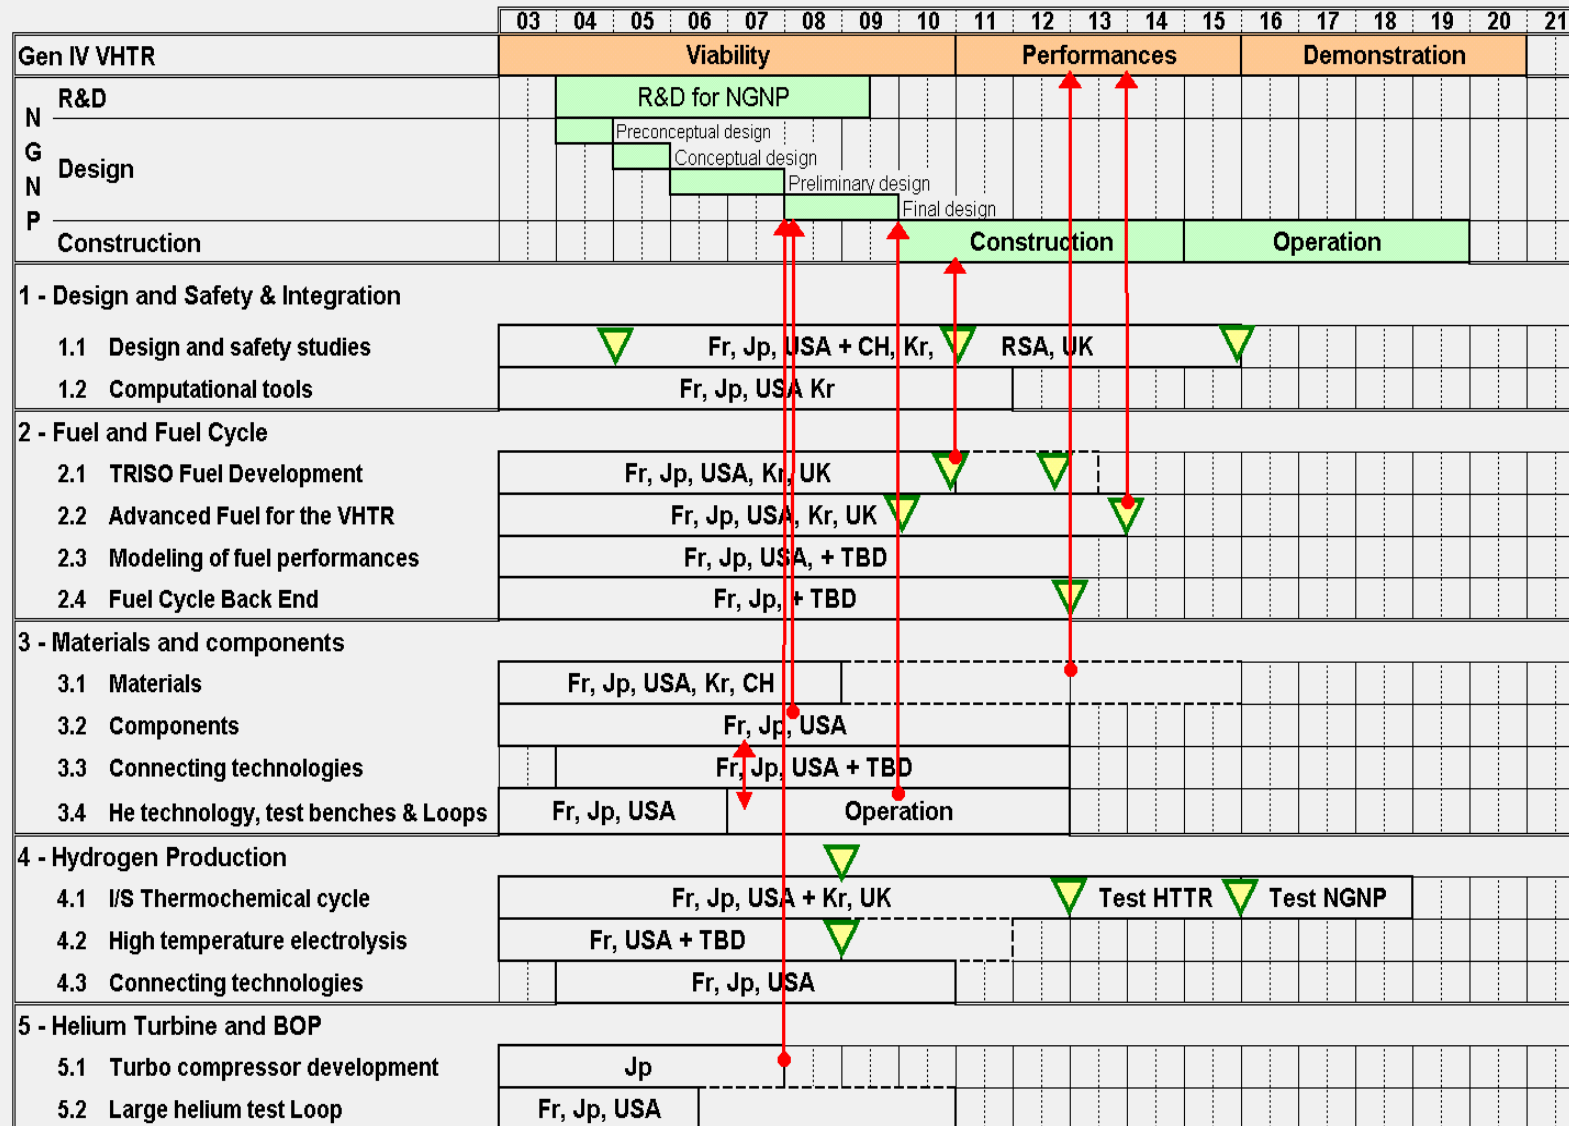 03 04 05 06 07 08 09 10 11 12 13 14 15 16 17 18 19 20 21
Gen IV VHTR Viability Performances Demonstration
NGNP
R&D R&D for NGNP
Preconceptual design
Conceptual design
Design
Preliminary design
Final design
Construction Construction Operation
1 - Design and Safety & Integration
1.1 Design and safety studies Fr, Jp, USA + CH, Kr, RSA, UK
1.2 Computational tools Fr, Jp, USA Kr
2 - Fuel and Fuel Cycle
2.1 TRISO Fuel Development Fr, Jp, USA, Kr, UK
2.2 Advanced Fuel for the VHTR Fr, Jp, USA, Kr, UK
2.3 Modeling of fuel performances Fr, Jp, USA, + TBD
2.4 Fuel Cycle Back End Fr, Jp, + TBD
3 - Materials and components
3.1 Materials Fr, Jp, USA, Kr, CH
3.2 Components Fr, Jp, USA
3.3 Connecting technologies Fr, Jp, USA + TBD
3.4 He technology, test benches & Loops Fr, Jp, USA Operation
4 - Hydrogen Production
4.1 I/S Thermochemical cycle Fr, Jp, USA + Kr, UK Test HTTR Test NGNP
4.2 High temperature electrolysis Fr, USA + TBD
4.3 Connecting technologies Fr, Jp, USA
5 - Helium Turbine and BOP
5.1 Turbo compressor development Jp
5.2 Large helium test Loop Fr, Jp, USA